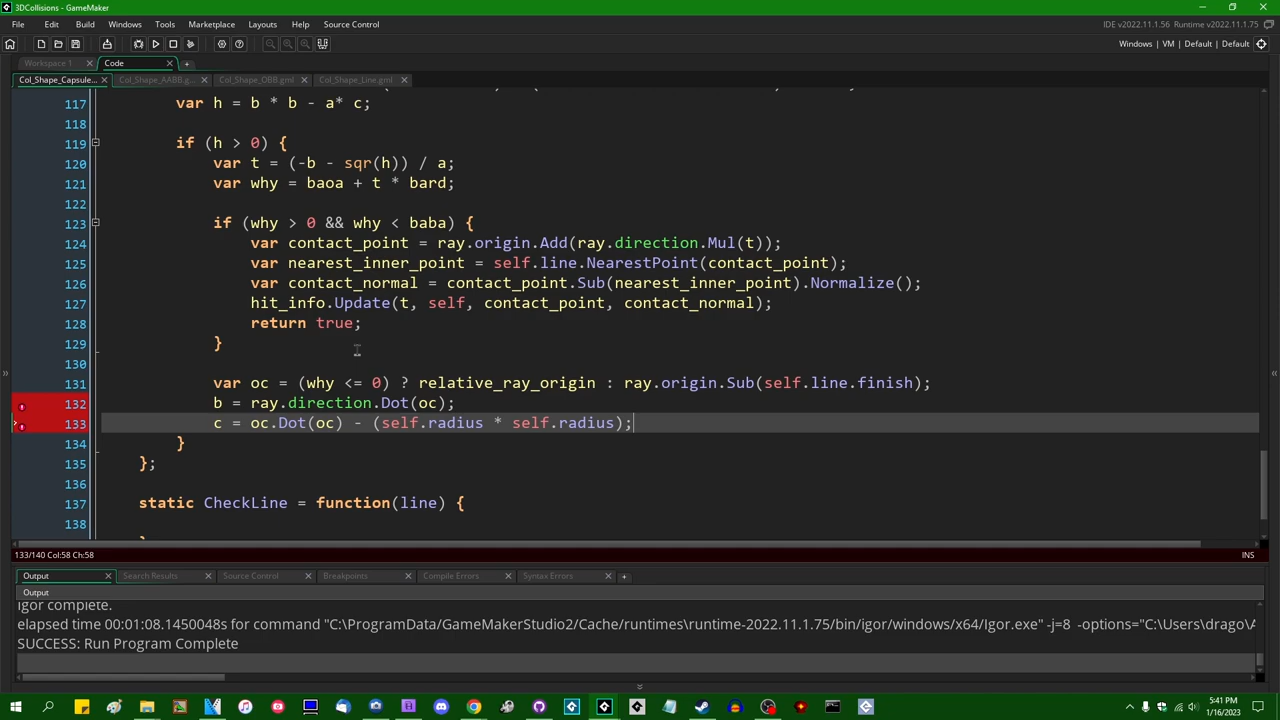 3DCollisions - GameMaker
File Edit Build Windows Tools Marketplace Layouts Help Source Control
IDE v2022.11.1.56 Runtime v2022.11.1.75
Windows | VM | Default | Default
Workspace 1 Code
Col_Shape_Capsule... Col_Shape_AABB.g... Col_Shape_OBB.gml Col_Shape_Line.gml
117 var h = b * b - a* c;
118
119 if (h > 0) {
120 var t = (-b - sqr(h)) / a;
121 var why = baoa + t * bard;
122
123 if (why > 0 && why < baba) {
124 var contact_point = ray.origin.Add(ray.direction.Mul(t));
125 var nearest_inner_point = self.line.NearestPoint(contact_point);
126 var contact_normal = contact_point.Sub(nearest_inner_point).Normalize();
127 hit_info.Update(t, self, contact_point, contact_normal);
128 return true;
129 }
130
131 var oc = (why <= 0) ? relative_ray_origin : ray.origin.Sub(self.line.finish);
132 b = ray.direction.Dot(oc);
133 c = oc.Dot(oc) - (self.radius * self.radius);
134 }
135 };
136
137 static CheckLine = function(line) {
138
133/140 Col:58 Ch:58 INS
Output Search Results Source Control Breakpoints Compile Errors Syntax Errors
Output
Igor complete.
elapsed time 00:01:08.1450048s for command "C:\ProgramData/GameMakerStudio2/Cache/runtimes\runtime-2022.11.1.75/bin/igor/windows/x64/Igor.exe" -j=8 -options="C:\Users\drago\A
SUCCESS: Run Program Complete
5:41 PM
1/16/2023